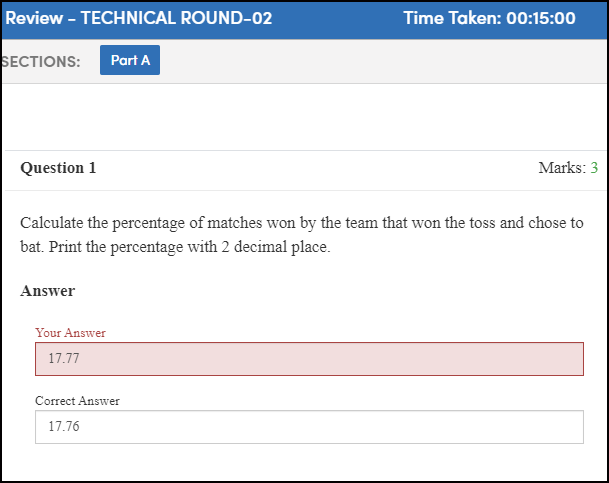 Review - TECHNICAL ROUND-02 Time Taken: 00:15:00
SECTIONS: Part A
Question 1 Marks: 3
Calculate the percentage of matches won by the team that won the toss and chose to
bat. Print the percentage with 2 decimal place.
Answer
Your Answer
17.77
Correct Answer
17.76